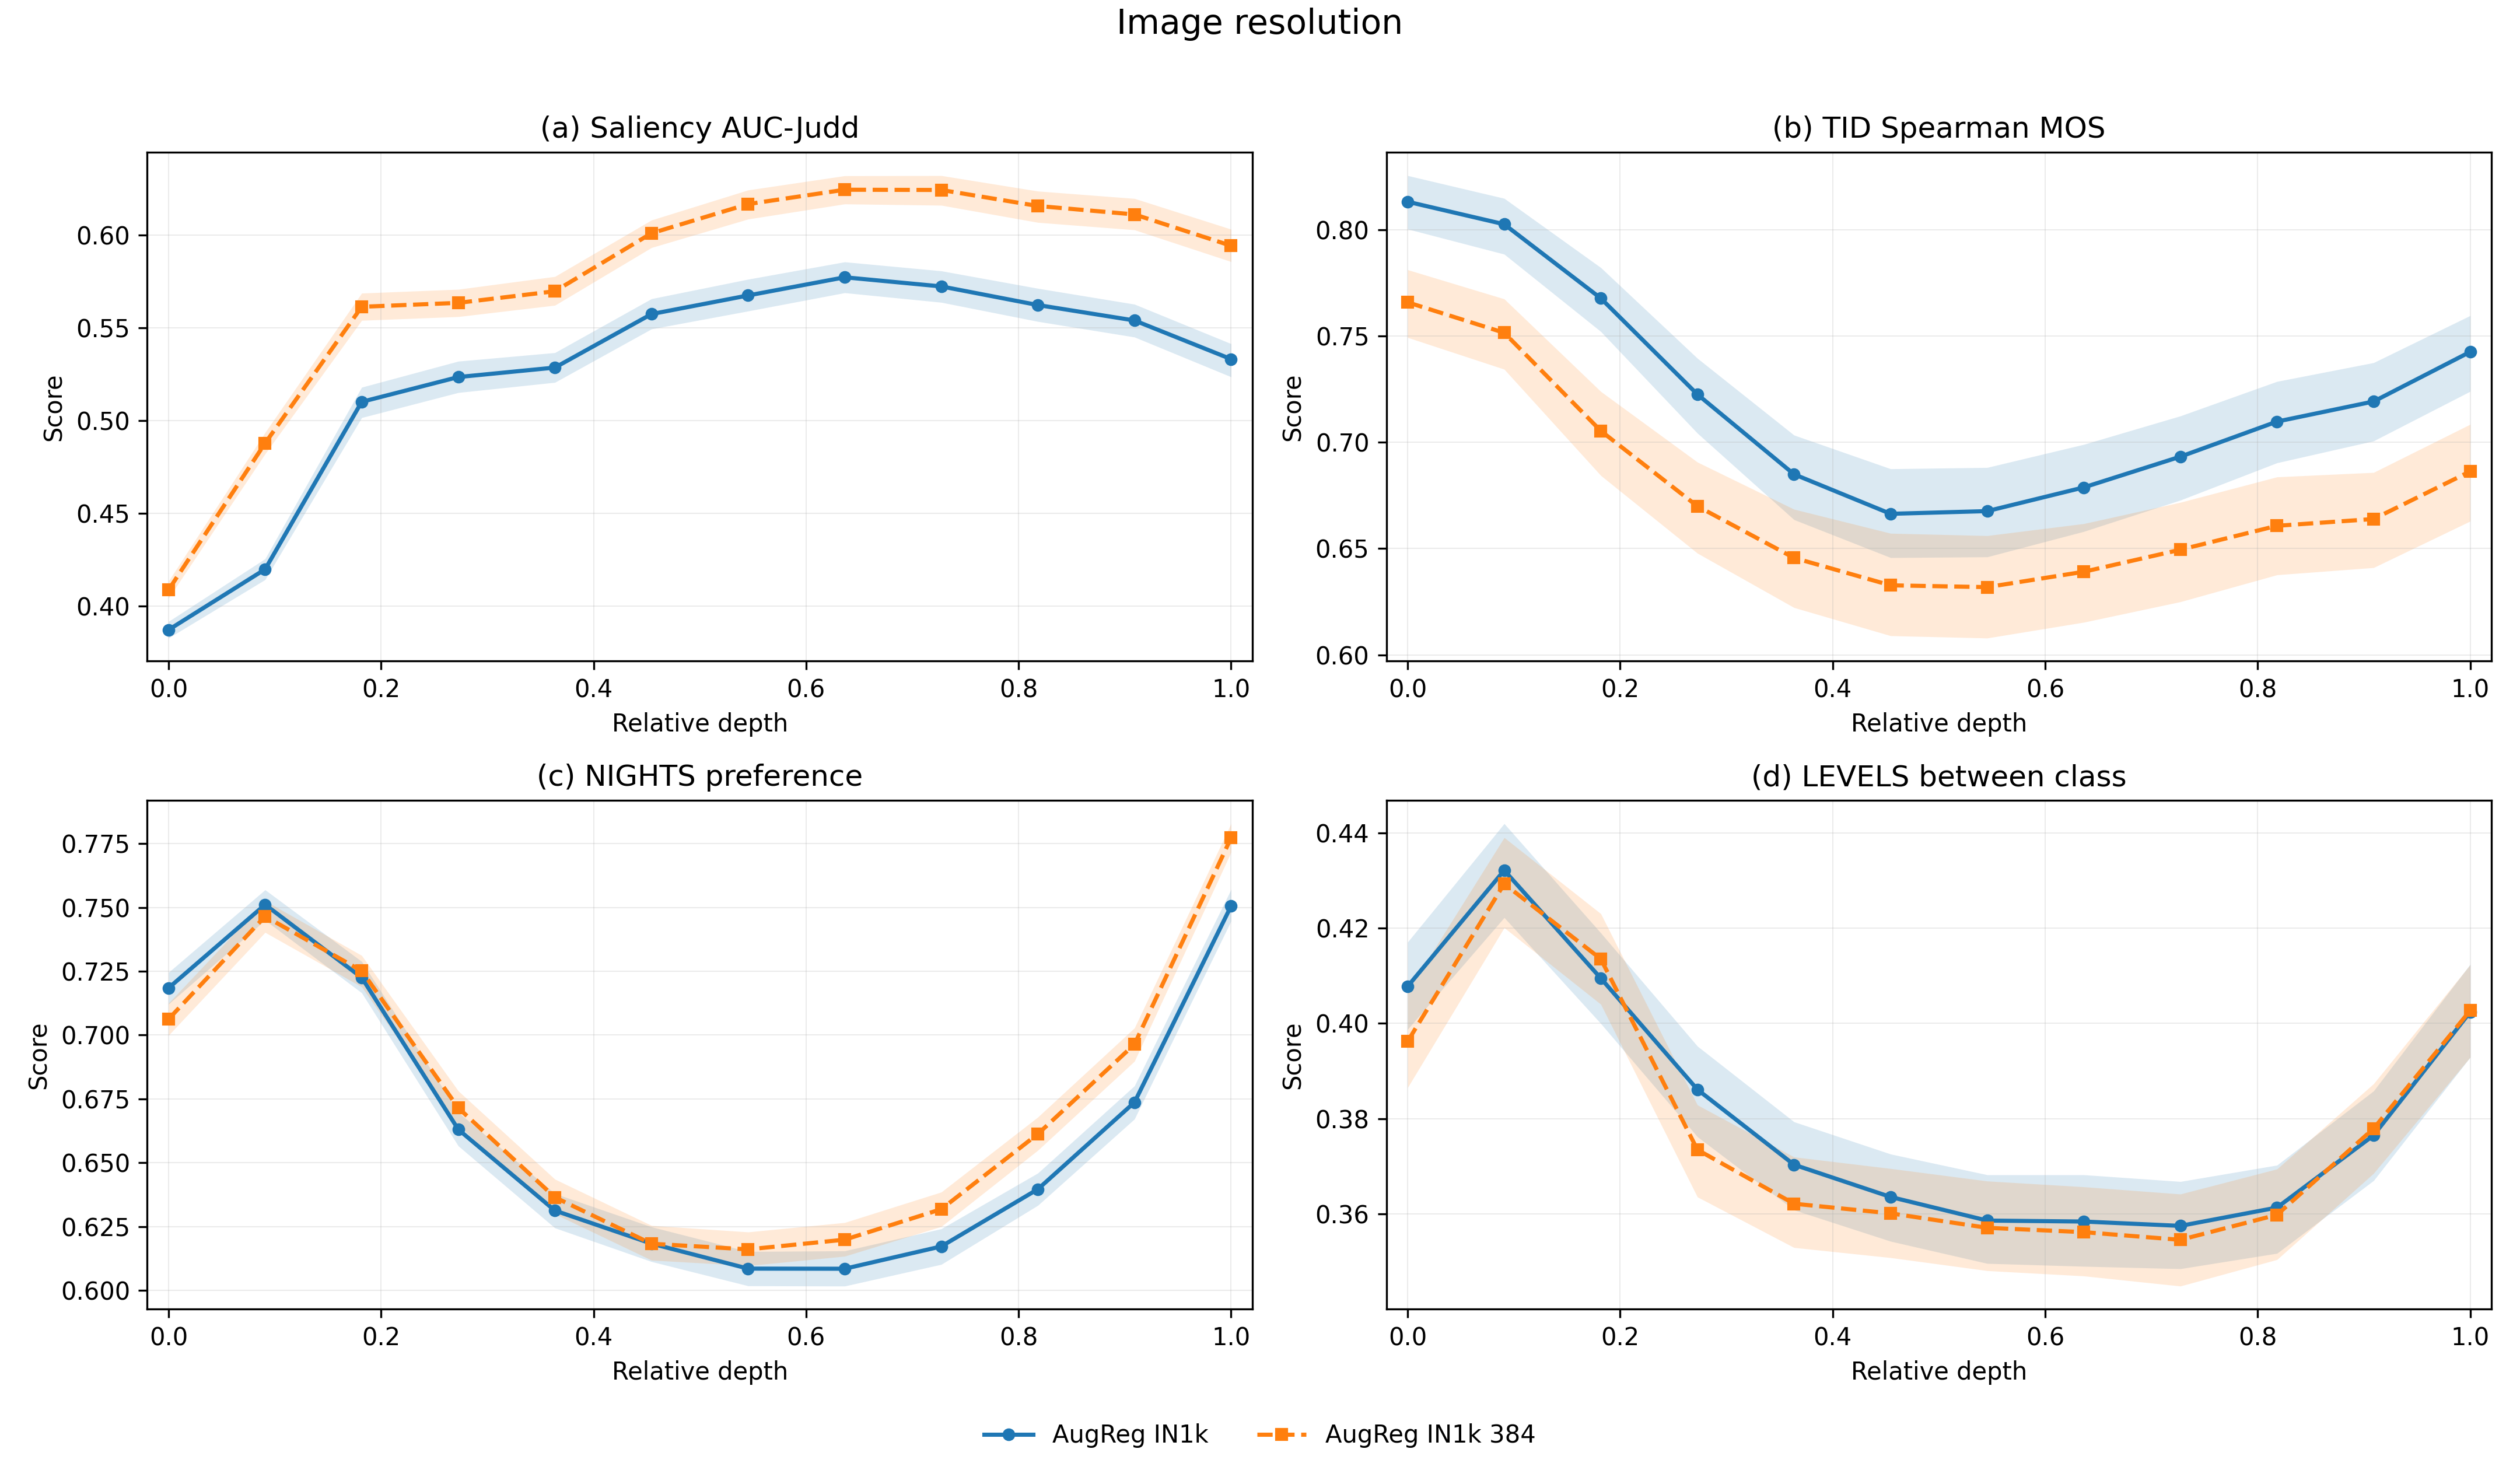 Image resolution
(a) Saliency AUC-Judd
Score
0.60
0.55
0.50
0.45
0.40
0.0 0.2 0.4 0.6 0.8 1.0
Relative depth
(b) TID Spearman MOS
Score
0.80
0.75
0.70
0.65
0.60
0.0 0.2 0.4 0.6 0.8 1.0
Relative depth
(c) NIGHTS preference
Score
0.775
0.750
0.725
0.700
0.675
0.650
0.625
0.600
0.0 0.2 0.4 0.6 0.8 1.0
Relative depth
(d) LEVELS between class
Score
0.44
0.42
0.40
0.38
0.36
0.0 0.2 0.4 0.6 0.8 1.0
Relative depth
AugReg IN1k AugReg IN1k 384